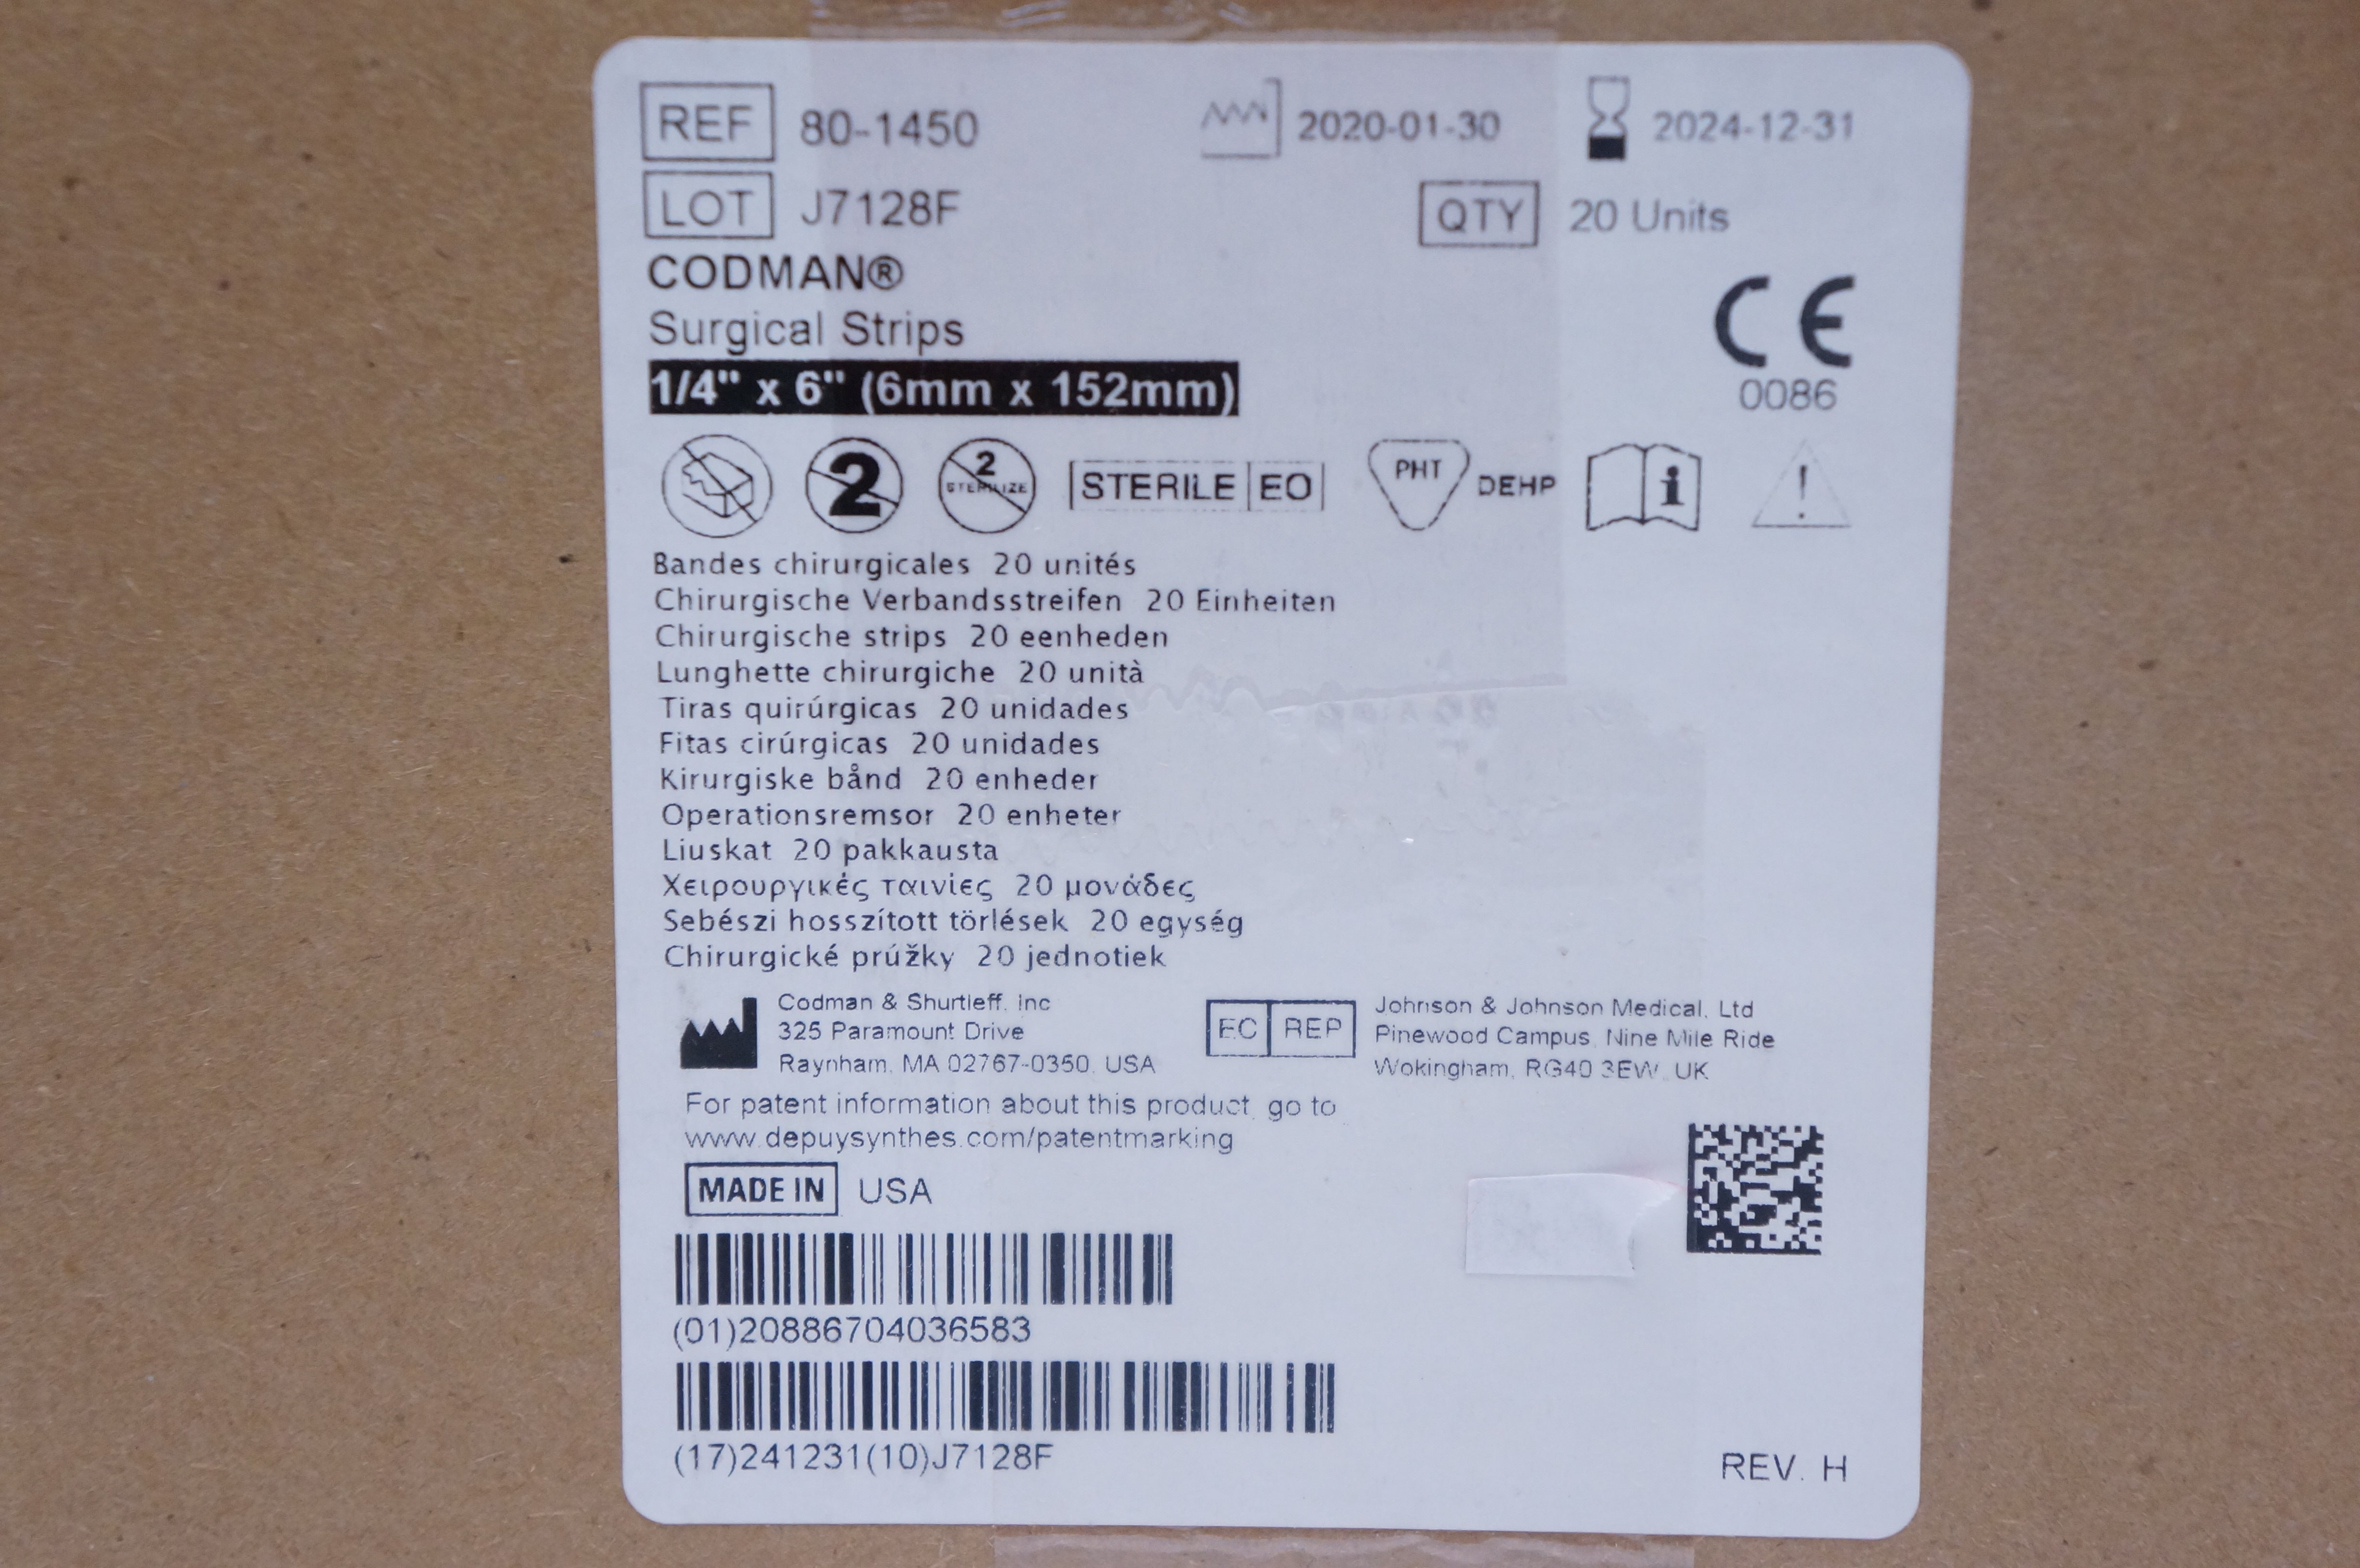 REF 80-1450 2020-01-30 2024-12-31
LOT J7128F QTY 20 Units
CODMAN®
Surgical Strips
1/4" x 6" (6mm x 152mm)
CE
0086
2 2 STERILIZE STERILE EO PHT DEHP i !
Bandes chirurgicales 20 unités
Chirurgische Verbandsstreifen 20 Einheiten
Chirurgische strips 20 eenheden
Lunghette chirurgiche 20 unità
Tiras quirúrgicas 20 unidades
Fitas cirúrgicas 20 unidades
Kirurgiske bånd 20 enheder
Operationsremsor 20 enheter
Liuskat 20 pakkausta
Χειρουργικές ταινίες 20 μονάδες
Sebészi hosszított törlések 20 egység
Chirurgické prúžky 20 jednotiek
Codman & Shurtleff, Inc
325 Paramount Drive
Raynham, MA 02767-0350, USA
EC REP Johnson & Johnson Medical, Ltd
Pinewood Campus, Nine Mile Ride
Wokingham, RG40 3EW, UK
For patent information about this product, go to
www.depuysynthes.com/patentmarking
MADE IN USA
(01)20886704036583
(17)241231(10)J7128F
REV. H